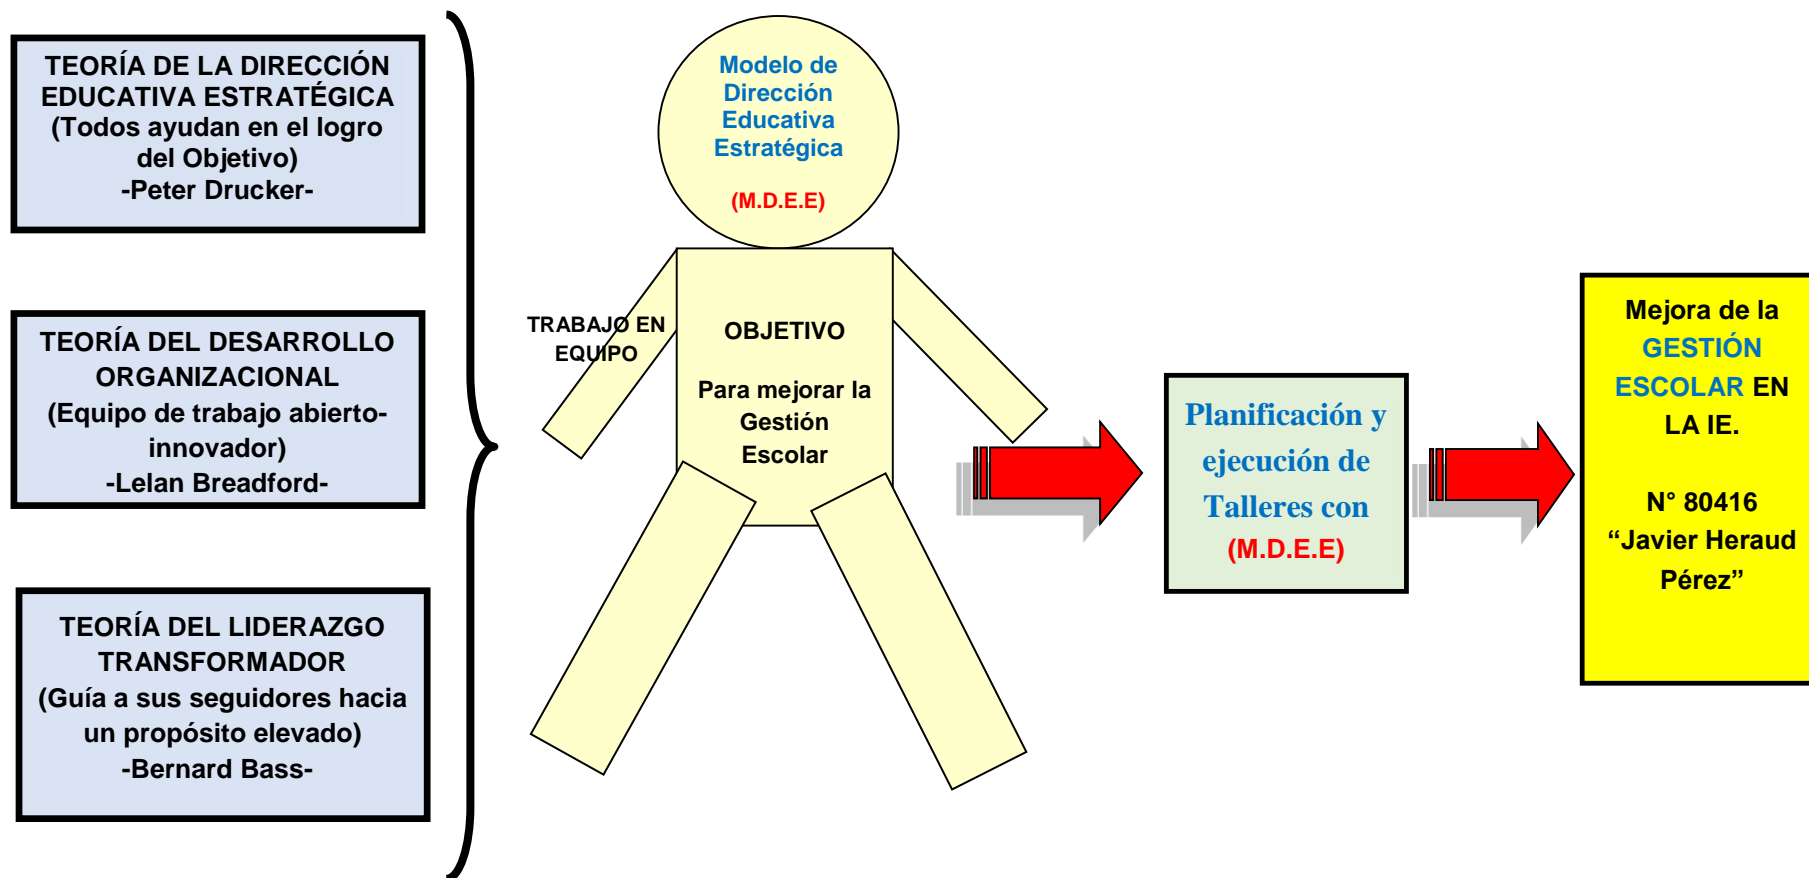 TEORÍA DE LA DIRECCIÓN
EDUCATIVA ESTRATÉGICA
(Todos ayudan en el logro
del Objetivo)
-Peter Drucker-
TEORÍA DEL DESARROLLO
ORGANIZACIONAL
(Equipo de trabajo abierto-
innovador)
-Lelan Breadford-
TEORÍA DEL LIDERAZGO
TRANSFORMADOR
(Guía a sus seguidores hacia
un propósito elevado)
-Bernard Bass-
Modelo de
Dirección
Educativa
Estratégica
(M.D.E.E)
TRABAJO EN
EQUIPO
OBJETIVO
Para mejorar la
Gestión
Escolar
Planificación y
ejecución de
Talleres con
(M.D.E.E)
Mejora de la
GESTIÓN
ESCOLAR EN
LA IE.
N° 80416
“Javier Heraud
Pérez”